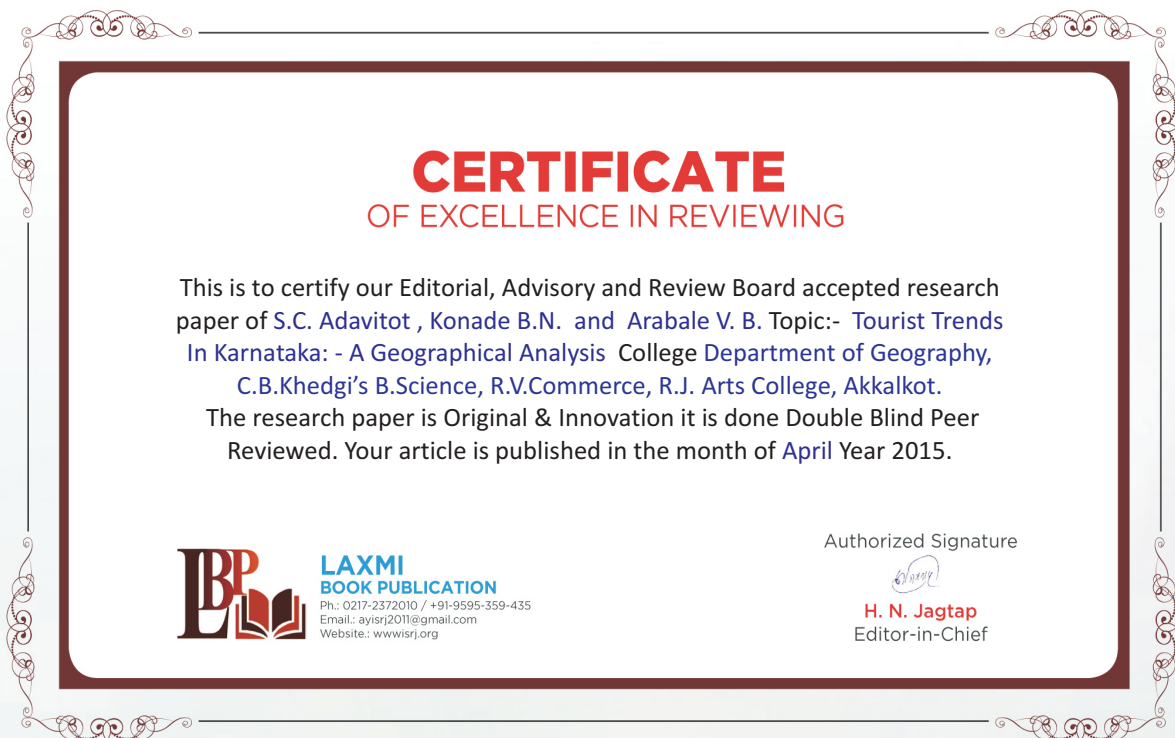 CERTIFICATE
OF EXCELLENCE IN REVIEWING
This is to certify our Editorial, Advisory and Review Board accepted research
paper of S.C. Adavitot , Konade B.N. and Arabale V. B. Topic:- Tourist Trends
In Karnataka: - A Geographical Analysis College Department of Geography,
C.B.Khedgi's B.Science, R.V.Commerce, R.J. Arts College, Akkalkot.
The research paper is Original & Innovation it is done Double Blind Peer
Reviewed. Your article is published in the month of April Year 2015.
LBP
LAXMI
BOOK PUBLICATION
Ph.: 0217-2372010 / +91-9595-359-435
Email.: ayisrj2011@gmail.com
Website.: wwwisrj.org
Authorized Signature
H. N. Jagtap
Editor-in-Chief